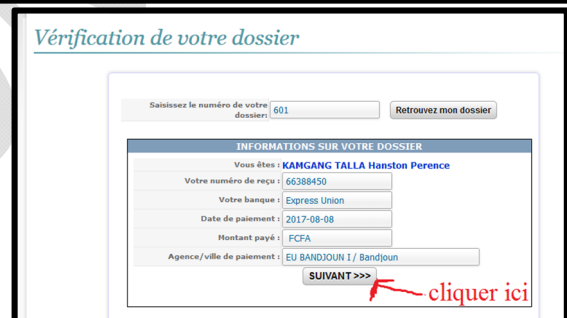 Vérification de votre dossier
Saisissez le numéro de votre dossier: 601 Retrouvez mon dossier
INFORMATIONS SUR VOTRE DOSSIER
Vous êtes : KAMGANG TALLA Hanston Perence
Votre numéro de reçu : 66388450
Votre banque : Express Union
Date de paiement : 2017-08-08
Montant payé : FCFA
Agence/ville de paiement : EU BANDJOUN I / Bandjoun
SUIVANT >>>
cliquer ici